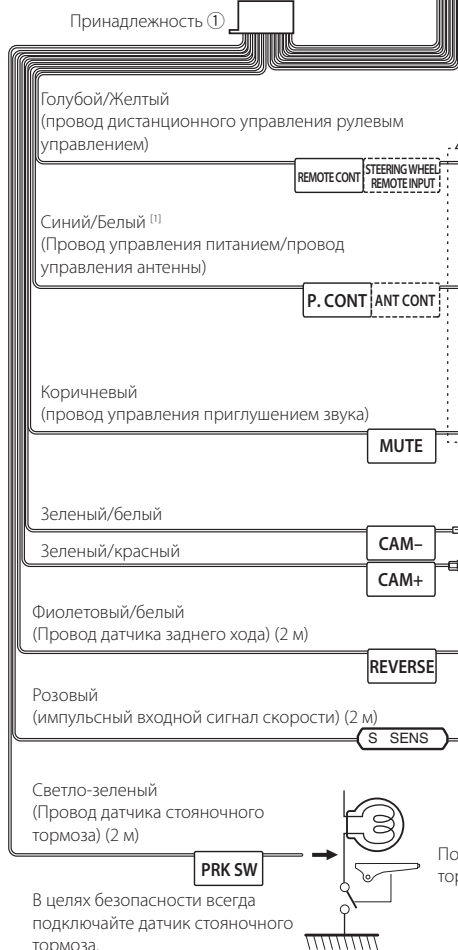 Принадлежность ①
Голубой/Желтый
(провод дистанционного управления рулевым
управлением)
REMOTE CONT
STEERING WHEEL
REMOTE INPUT
Синий/Белый [1]
(Провод управления питанием/провод
управления антенны)
P. CONT
ANT CONT
Коричневый
(провод управления приглушением звука)
MUTE
Зеленый/белый
CAM–
Зеленый/красный
CAM+
Фиолетовый/белый
(Провод датчика заднего хода) (2 м)
REVERSE
Розовый
(импульсный входной сигнал скорости) (2 м)
S SENS
Светло-зеленый
(Провод датчика стояночного
тормоза) (2 м)
PRK SW
В целях безопасности всегда
подключайте датчик стояночного
тормоза.